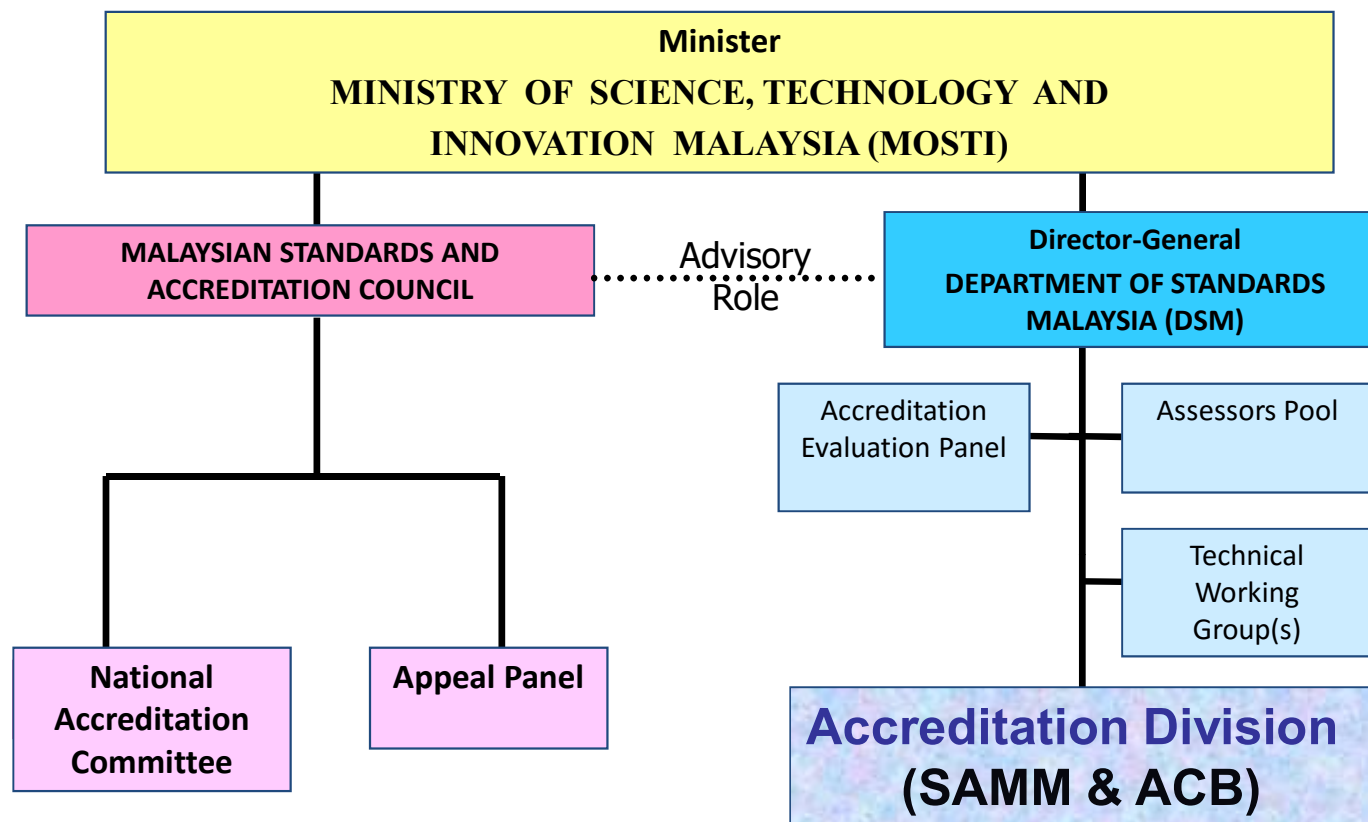 Minister
MINISTRY OF SCIENCE, TECHNOLOGY AND
INNOVATION MALAYSIA (MOSTI)
MALAYSIAN STANDARDS AND
ACCREDITATION COUNCIL
Advisory
Role
Director-General
DEPARTMENT OF STANDARDS
MALAYSIA (DSM)
Accreditation
Evaluation Panel
Assessors Pool
Technical
Working
Group(s)
National
Accreditation
Committee
Appeal Panel
Accreditation Division
(SAMM & ACB)